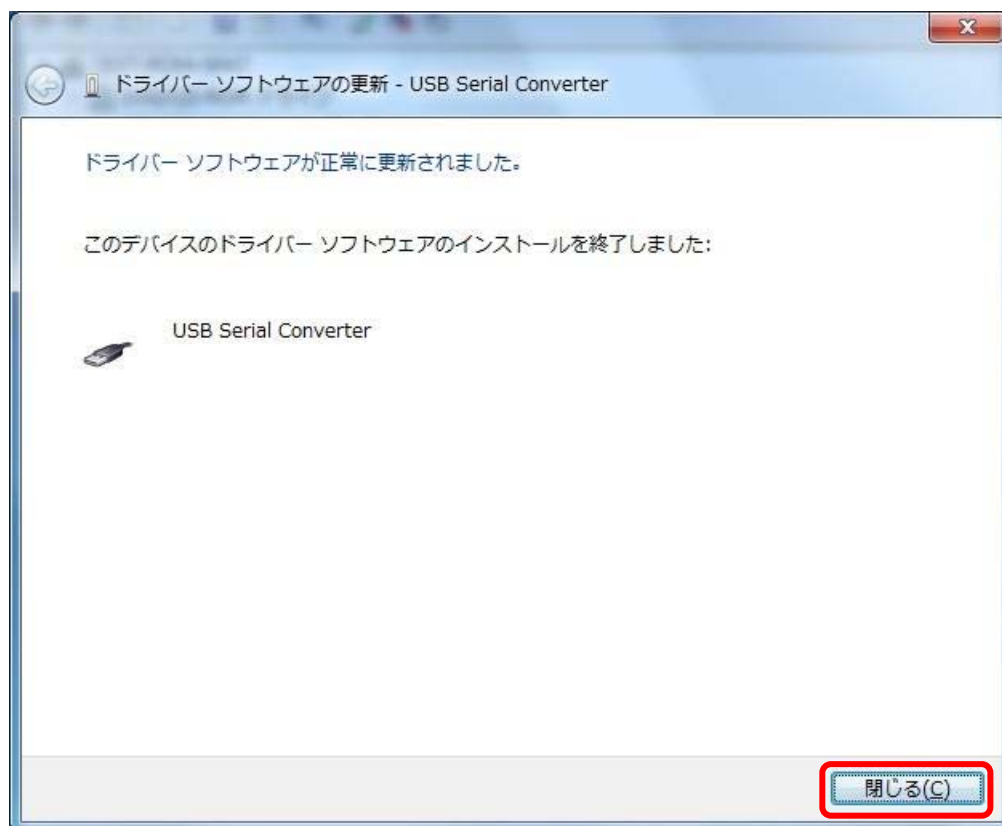 ドライバー ソフトウェアの更新 - USB Serial Converter
ドライバー ソフトウェアが正常に更新されました。
このデバイスのドライバー ソフトウェアのインストールを終了しました:
USB Serial Converter
閉じる(C)